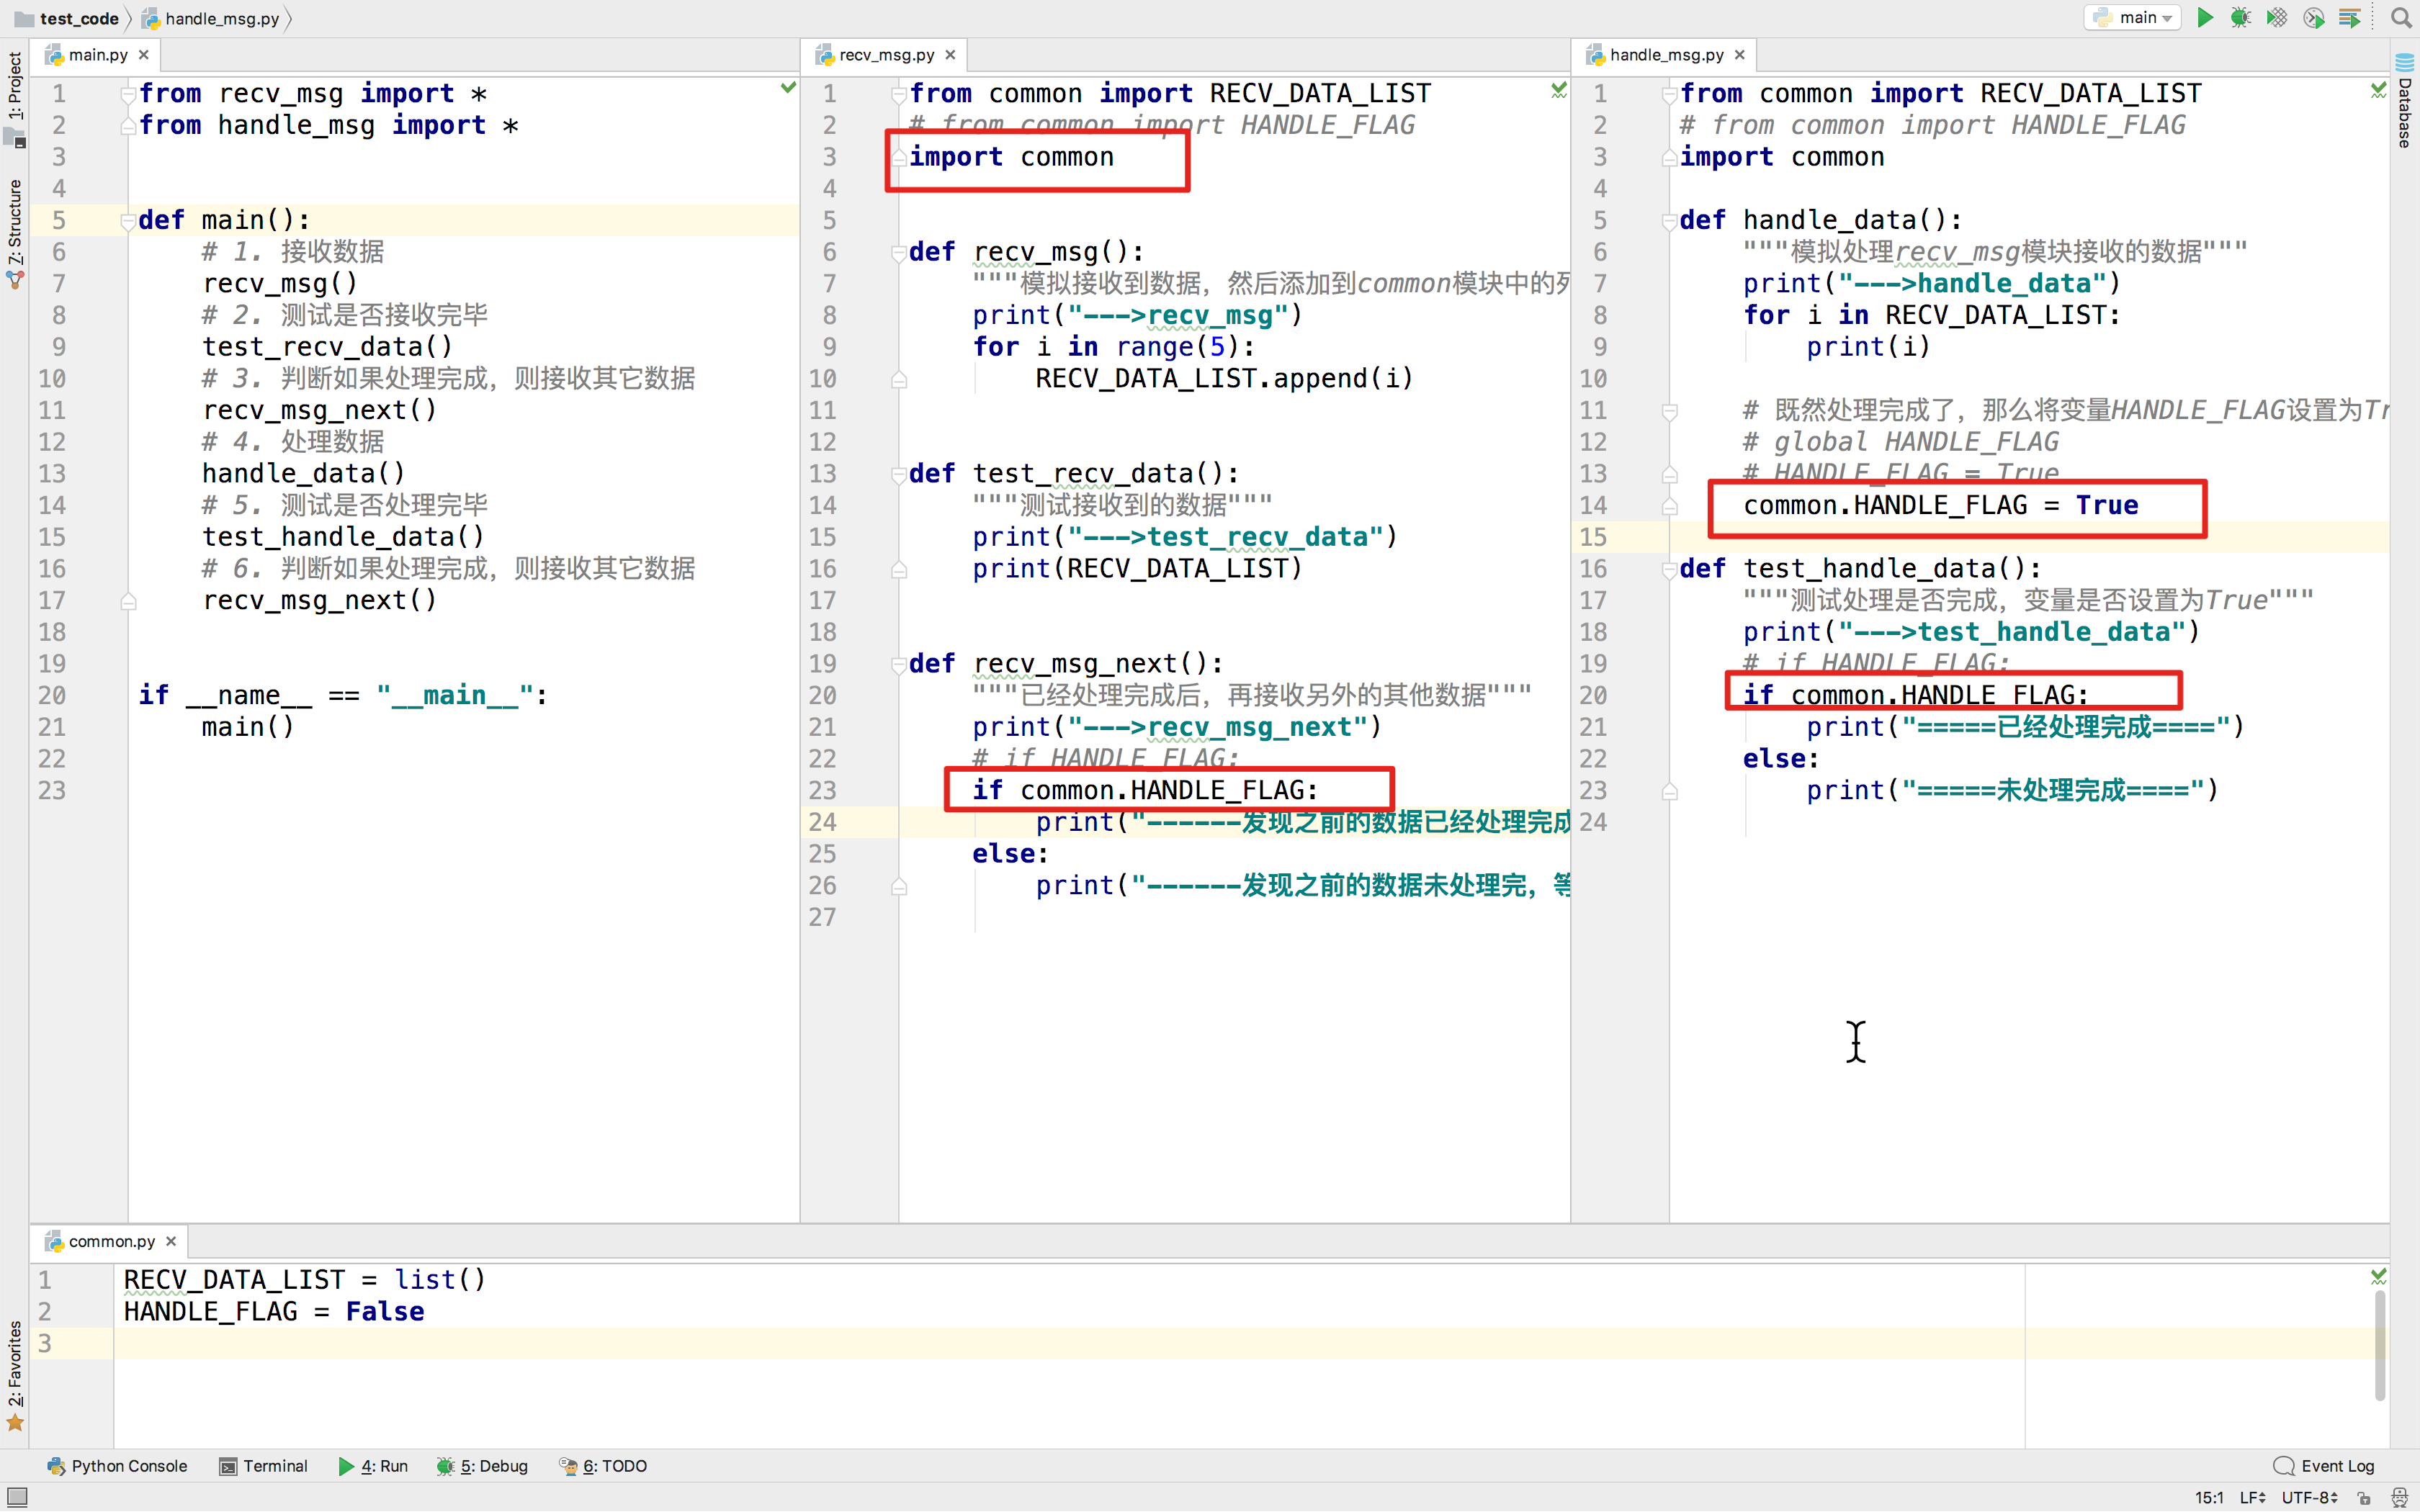 test_code
handle_msg.py
main
1: Project
7: Structure
2: Favorites
Database
main.py
1 from recv_msg import *
2 from handle_msg import *
3
4
5 def main():
6 # 1. 接收数据
7 recv_msg()
8 # 2. 测试是否接收完毕
9 test_recv_data()
10 # 3. 判断如果处理完成，则接收其它数据
11 recv_msg_next()
12 # 4. 处理数据
13 handle_data()
14 # 5. 测试是否处理完毕
15 test_handle_data()
16 # 6. 判断如果处理完成，则接收其它数据
17 recv_msg_next()
18
19
20 if __name__ == "__main__":
21 main()
22
23
recv_msg.py
1 from common import RECV_DATA_LIST
2 # from common import HANDLE_FLAG
3 import common
4
5
6 def recv_msg():
7 """模拟接收到数据，然后添加到common模块中的列
8 print("--->recv_msg")
9 for i in range(5):
10 RECV_DATA_LIST.append(i)
11
12
13 def test_recv_data():
14 """测试接收到的数据"""
15 print("--->test_recv_data")
16 print(RECV_DATA_LIST)
17
18
19 def recv_msg_next():
20 """已经处理完成后，再接收另外的其他数据"""
21 print("--->recv_msg_next")
22 # if HANDLE_FLAG:
23 if common.HANDLE_FLAG:
24 print("------发现之前的数据已经处理完成
25 else:
26 print("------发现之前的数据未处理完，等
27
handle_msg.py
1 from common import RECV_DATA_LIST
2 # from common import HANDLE_FLAG
3 import common
4
5 def handle_data():
6 """模拟处理recv_msg模块接收的数据"""
7 print("--->handle_data")
8 for i in RECV_DATA_LIST:
9 print(i)
10
11 # 既然处理完成了，那么将变量HANDLE_FLAG设置为Tr
12 # global HANDLE_FLAG
13 # HANDLE_FLAG = True
14 common.HANDLE_FLAG = True
15
16 def test_handle_data():
17 """测试处理是否完成，变量是否设置为True"""
18 print("--->test_handle_data")
19 # if HANDLE_FLAG:
20 if common.HANDLE_FLAG:
21 print("=====已经处理完成====")
22 else:
23 print("=====未处理完成====")
24
common.py
1 RECV_DATA_LIST = list()
2 HANDLE_FLAG = False
3
Python Console
Terminal
4: Run
5: Debug
6: TODO
Event Log
15:1
LF
UTF-8